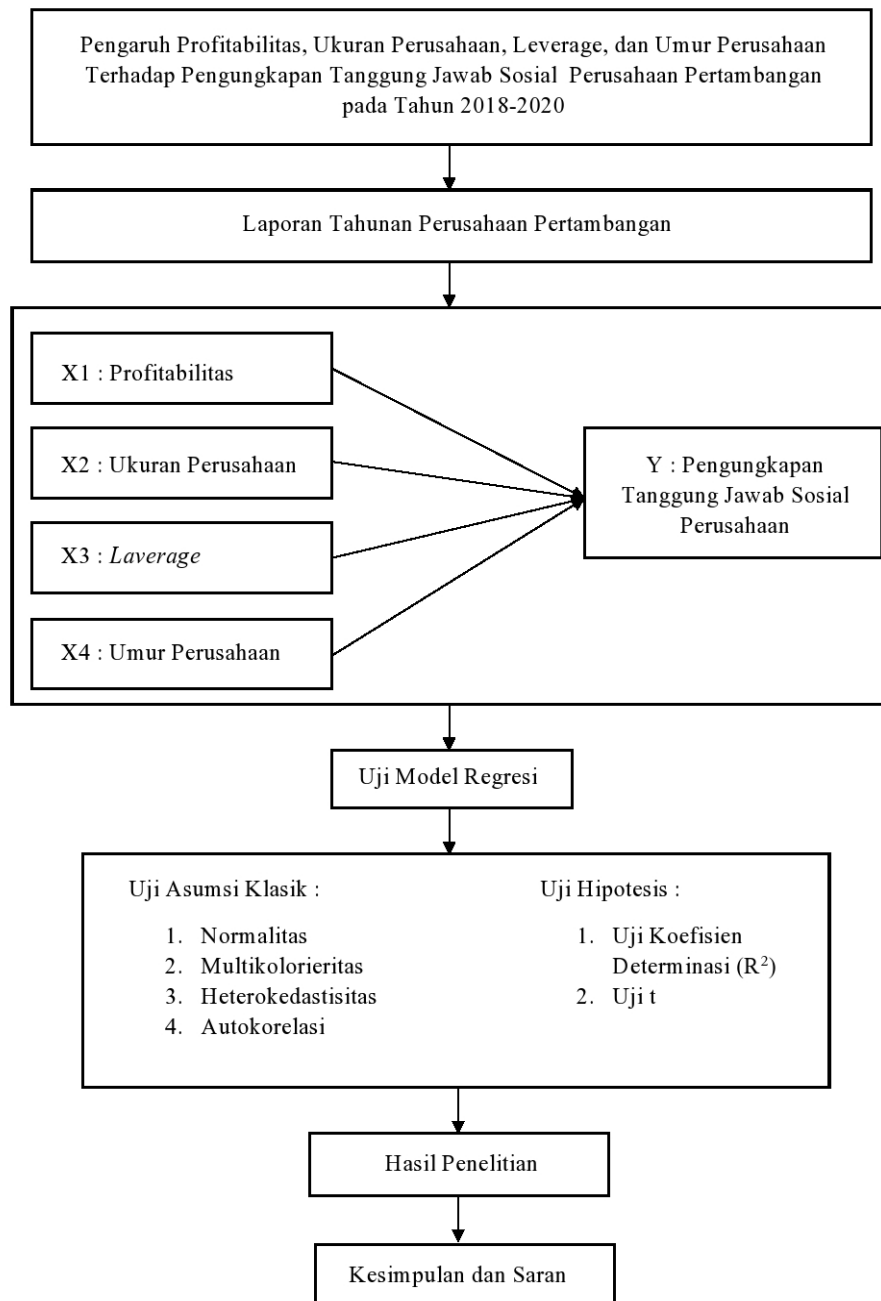 Pengaruh Profitabilitas, Ukuran Perusahaan, Leverage, dan Umur Perusahaan
Terhadap Pengungkapan Tanggung Jawab Sosial Perusahaan Pertambangan
pada Tahun 2018-2020
Laporan Tahunan Perusahaan Pertambangan
X1 : Profitabilitas
X2 : Ukuran Perusahaan
X3 : Laverage
X4 : Umur Perusahaan
Y : Pengungkapan
Tanggung Jawab Sosial
Perusahaan
Uji Model Regresi
Uji Asumsi Klasik :
1. Normalitas
2. Multikolorieritas
3. Heterokedastisitas
4. Autokorelasi
Uji Hipotesis :
1. Uji Koefisien
Determinasi (R²)
2. Uji t
Hasil Penelitian
Kesimpulan dan Saran